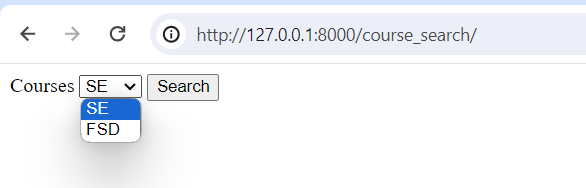 http://127.0.0.1:8000/course_search/
Courses SE Search
SE
FSD